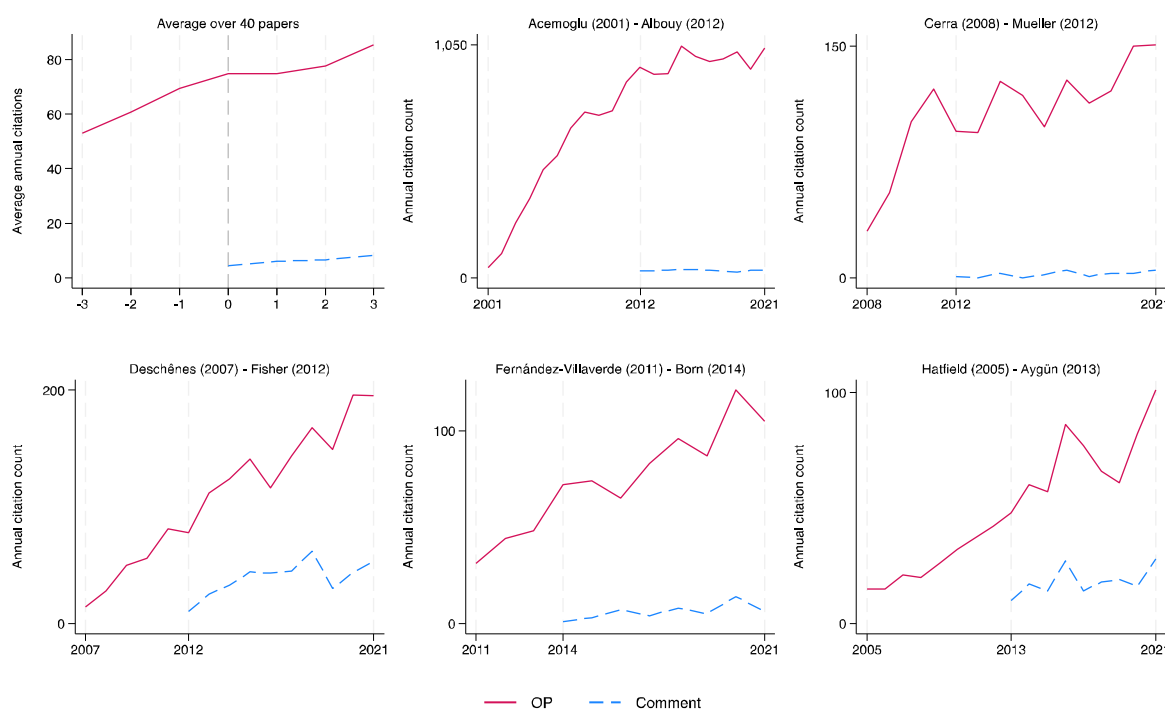 Average over 40 papers
Average annual citations
80
60
40
20
0
-3
-2
-1
0
1
2
3
Acemoglu (2001) - Albouy (2012)
Annual citation count
1,050
0
2001
2012
2021
Cerra (2008) - Mueller (2012)
Annual citation count
150
0
2008
2012
2021
Deschênes (2007) - Fisher (2012)
Annual citation count
200
0
2007
2012
2021
Fernández-Villaverde (2011) - Born (2014)
Annual citation count
100
0
2011
2014
2021
Hatfield (2005) - Aygün (2013)
Annual citation count
100
0
2005
2013
2021
OP
Comment